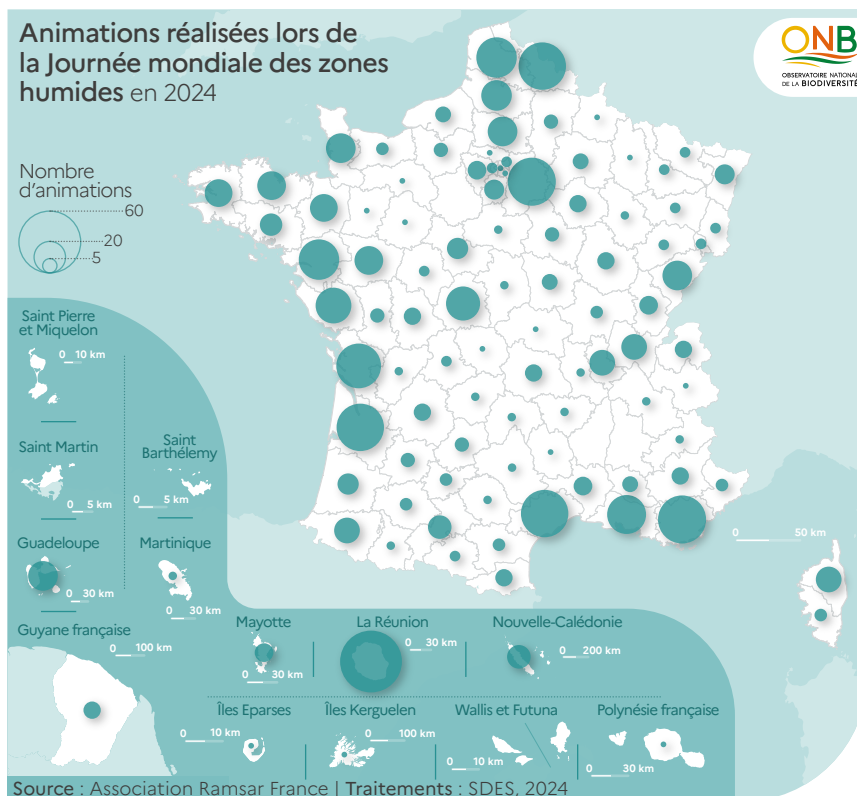 Animations réalisées lors de
la Journée mondiale des zones
humides en 2024
ONB
OBSERVATOIRE NATIONAL
DE LA BIODIVERSITÉ
Nombre
d'animations
60
20
5
Saint Pierre
et Miquelon
0 10 km
Saint Martin
0 5 km
Saint
Barthélemy
0 5 km
Guadeloupe
0 30 km
Martinique
0 30 km
Guyane française
0 100 km
0 50 km
Mayotte
0 30 km
La Réunion
0 30 km
Nouvelle-Calédonie
0 200 km
Îles Eparses
0 10 km
Îles Kerguelen
0 100 km
Wallis et Futuna
0 10 km
Polynésie française
0 30 km
Source : Association Ramsar France | Traitements : SDES, 2024